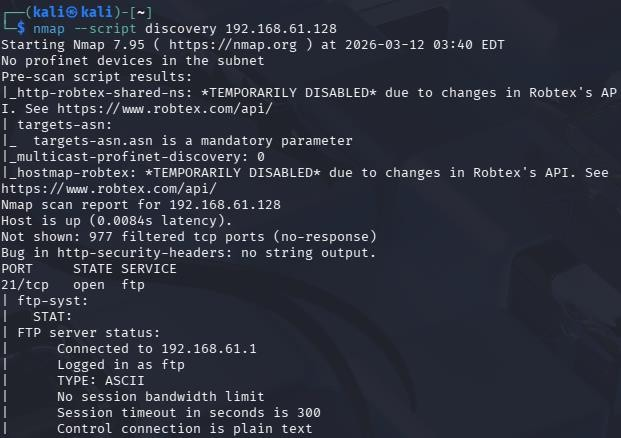 ┌──(kali㉿kali)-[~]
└─$ nmap --script discovery 192.168.61.128
Starting Nmap 7.95 ( https://nmap.org ) at 2026-03-12 03:40 EDT
No profinet devices in the subnet
Pre-scan script results:
|_http-robtex-shared-ns: *TEMPORARILY DISABLED* due to changes in Robtex's AP
I. See https://www.robtex.com/api/
| targets-asn:
|_  targets-asn.asn is a mandatory parameter
|_multicast-profinet-discovery: 0
|_hostmap-robtex: *TEMPORARILY DISABLED* due to changes in Robtex's API. See
https://www.robtex.com/api/
Nmap scan report for 192.168.61.128
Host is up (0.0084s latency).
Not shown: 977 filtered tcp ports (no-response)
Bug in http-security-headers: no string output.
PORT     STATE SERVICE
21/tcp   open  ftp
| ftp-syst:
|   STAT:
| FTP server status:
|      Connected to 192.168.61.1
|      Logged in as ftp
|      TYPE: ASCII
|      No session bandwidth limit
|      Session timeout in seconds is 300
|      Control connection is plain text